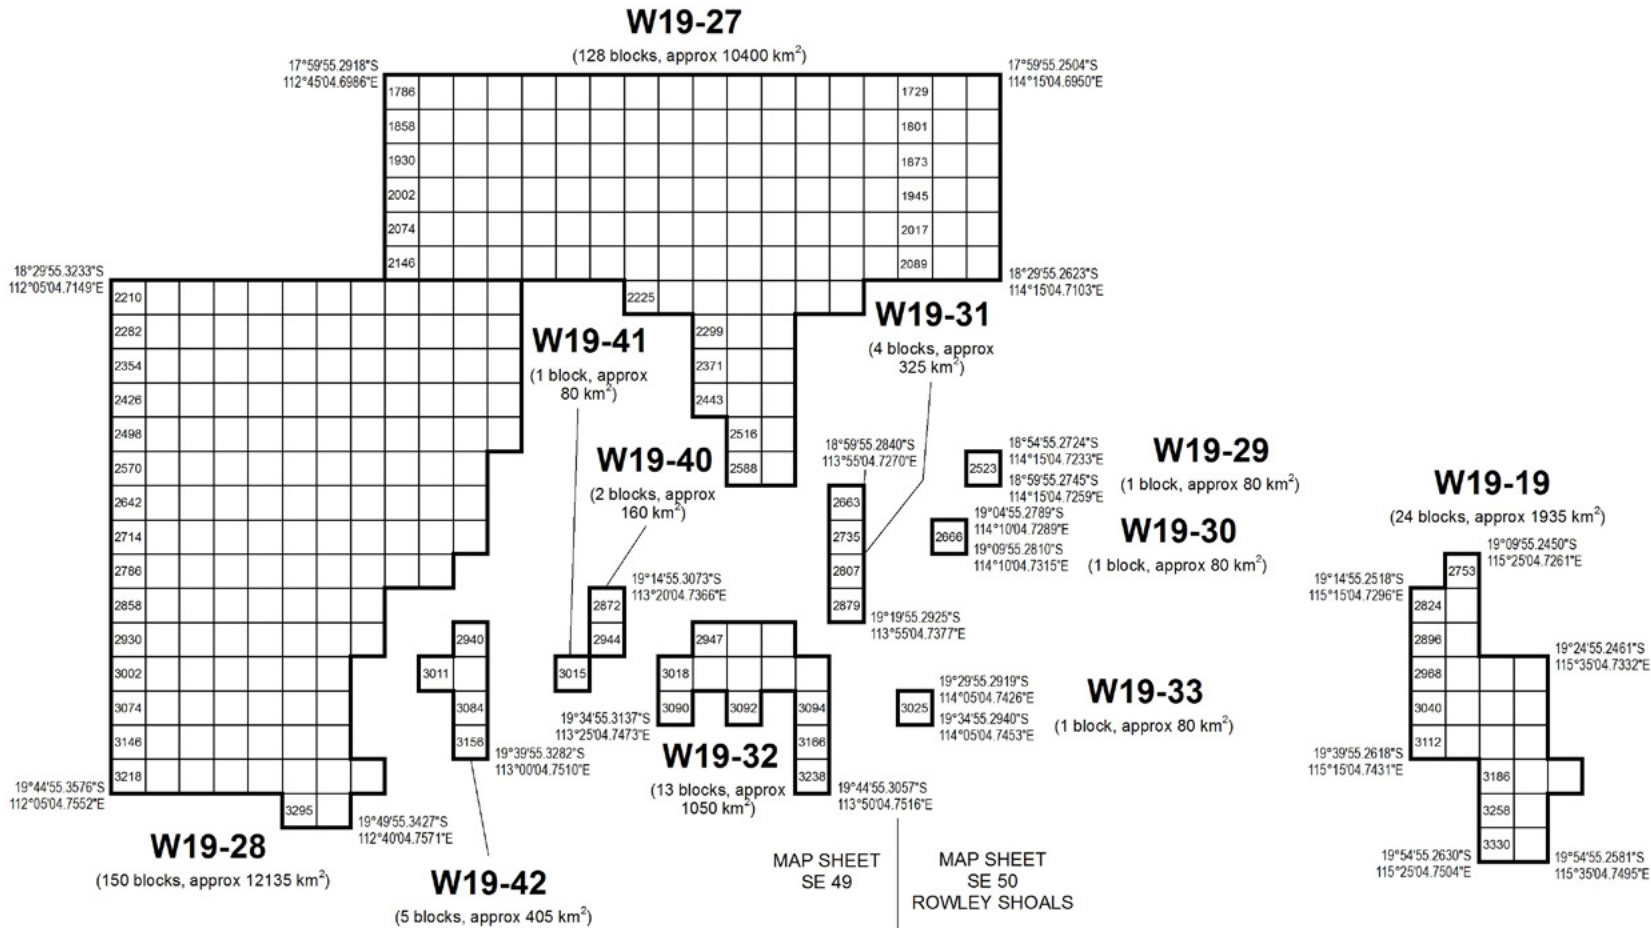 W19-27
(128 blocks, approx 10400 km²)
17°59'55.2918"S
112°45'04.6986"E
17°59'55.2504"S
114°15'04.6950"E
1786
1729
1858
1801
1930
1873
2002
1945
2074
2017
2146
2089
18°29'55.3233"S
112°05'04.7149"E
18°29'55.2623"S
114°15'04.7103"E
2210
2225
2282
2299
2354
2371
2426
2443
2498
2516
2570
2588
2642
2714
2786
2858
2930
3002
3074
3146
3218
3295
19°44'55.3576"S
112°05'04.7552"E
19°49'55.3427"S
112°40'04.7571"E
W19-28
(150 blocks, approx 12135 km²)
W19-41
(1 block, approx
80 km²)
3015
W19-40
(2 blocks, approx
160 km²)
19°14'55.3073"S
113°20'04.7366"E
2872
2944
W19-31
(4 blocks, approx
325 km²)
18°59'55.2840"S
113°55'04.7270"E
2663
2735
2807
2879
19°19'55.2925"S
113°55'04.7377"E
2523
18°54'55.2724"S
114°15'04.7233"E
18°59'55.2745"S
114°15'04.7259"E
W19-29
(1 block, approx 80 km²)
2666
19°04'55.2789"S
114°10'04.7289"E
19°09'55.2810"S
114°10'04.7315"E
W19-30
(1 block, approx 80 km²)
2940
3011
3084
3156
19°39'55.3282"S
113°00'04.7510"E
W19-42
(5 blocks, approx 405 km²)
2947
3018
3090
3092
3094
3166
3238
19°34'55.3137"S
113°25'04.7473"E
W19-32
(13 blocks, approx
1050 km²)
19°44'55.3057"S
113°50'04.7516"E
3025
19°29'55.2919"S
114°05'04.7426"E
19°34'55.2940"S
114°05'04.7453"E
W19-33
(1 block, approx 80 km²)
W19-19
(24 blocks, approx 1935 km²)
19°09'55.2450"S
115°25'04.7261"E
19°14'55.2518"S
115°15'04.7296"E
2753
2824
2896
19°24'55.2461"S
115°35'04.7332"E
2968
3040
3112
19°39'55.2618"S
115°15'04.7431"E
3186
3258
3330
19°54'55.2630"S
115°25'04.7504"E
19°54'55.2581"S
115°35'04.7495"E
MAP SHEET
SE 49
MAP SHEET
SE 50
ROWLEY SHOALS